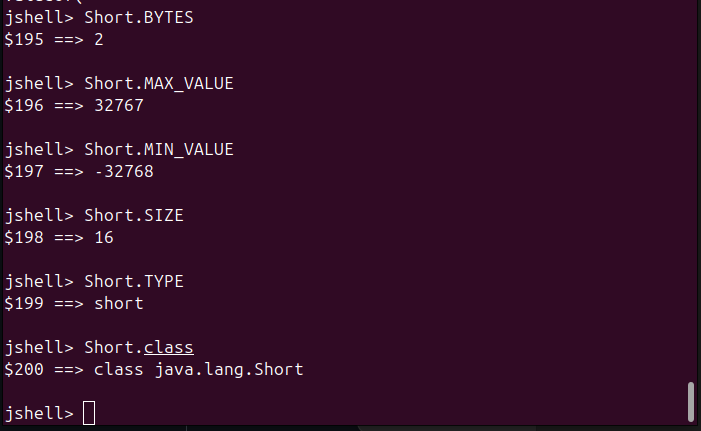 jshell> Short.BYTES
$195 ==> 2
jshell> Short.MAX_VALUE
$196 ==> 32767
jshell> Short.MIN_VALUE
$197 ==> -32768
jshell> Short.SIZE
$198 ==> 16
jshell> Short.TYPE
$199 ==> short
jshell> Short.class
$200 ==> class java.lang.Short
jshell>